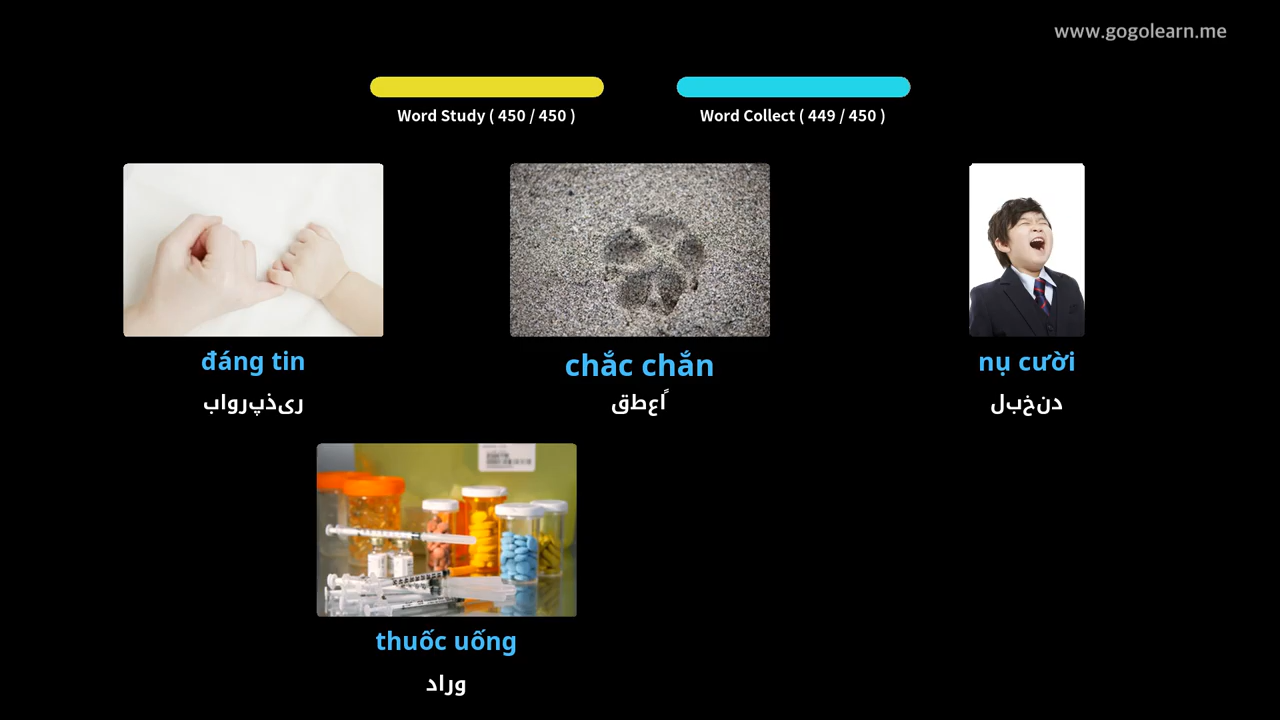 www.gogolearn.me
Word Study ( 450 / 450 )
Word Collect ( 449 / 450 )
đáng tin
ریذپرواب
chắc chắn
اًعطق
nụ cười
دنخبل
thuốc uống
وراد